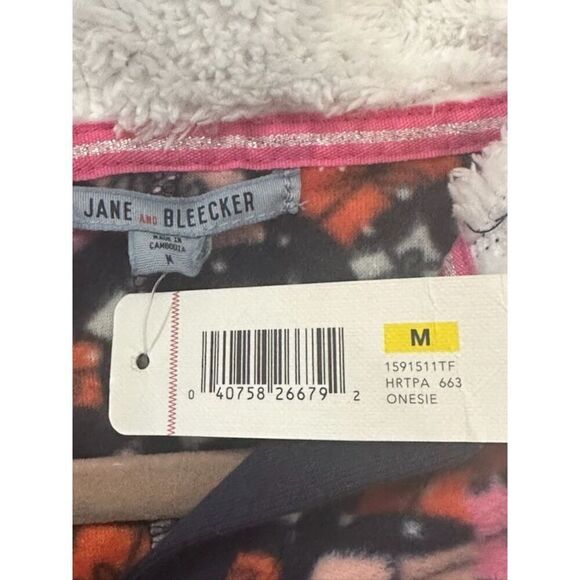 JANE AND BLEECKER
MADE IN
CAMBODIA
M
M
1591511TF
HRTPA 663
ONESIE
0 40758 26679 2